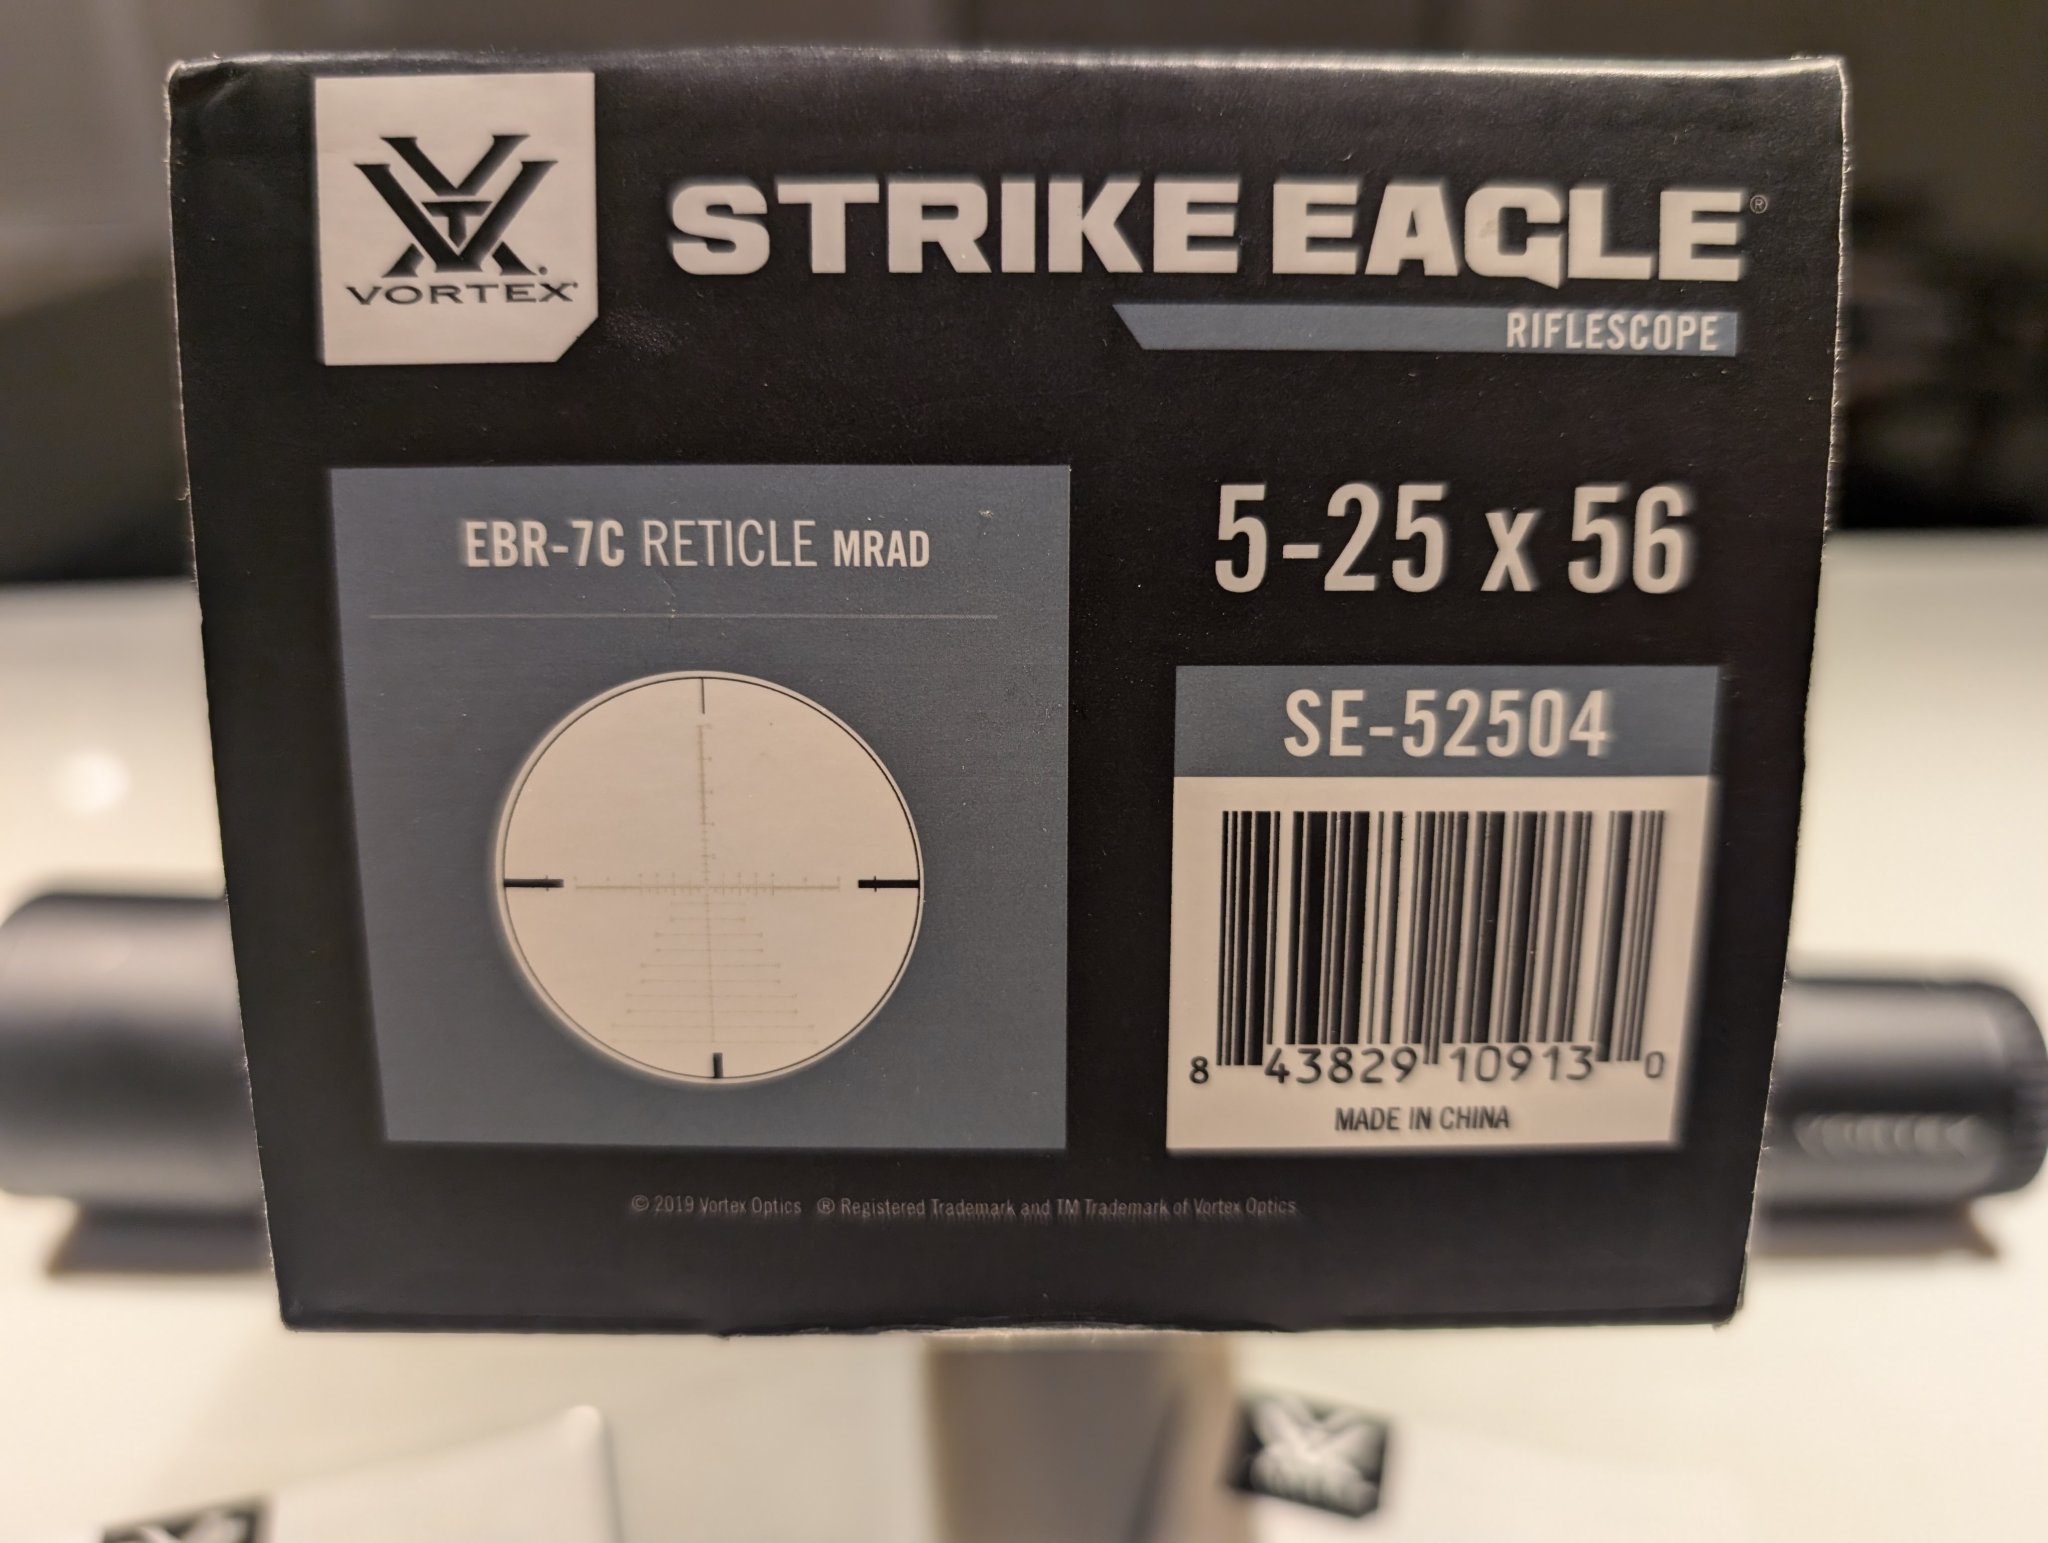 VORTEX
STRIKE EAGLE®
RIFLESCOPE
EBR-7C RETICLE MRAD
5-25 x 56
SE-52504
8 43829 10913 0
MADE IN CHINA
© 2019 Vortex Optics ® Registered Trademark and TM Trademark of Vortex Optics
VORTEX